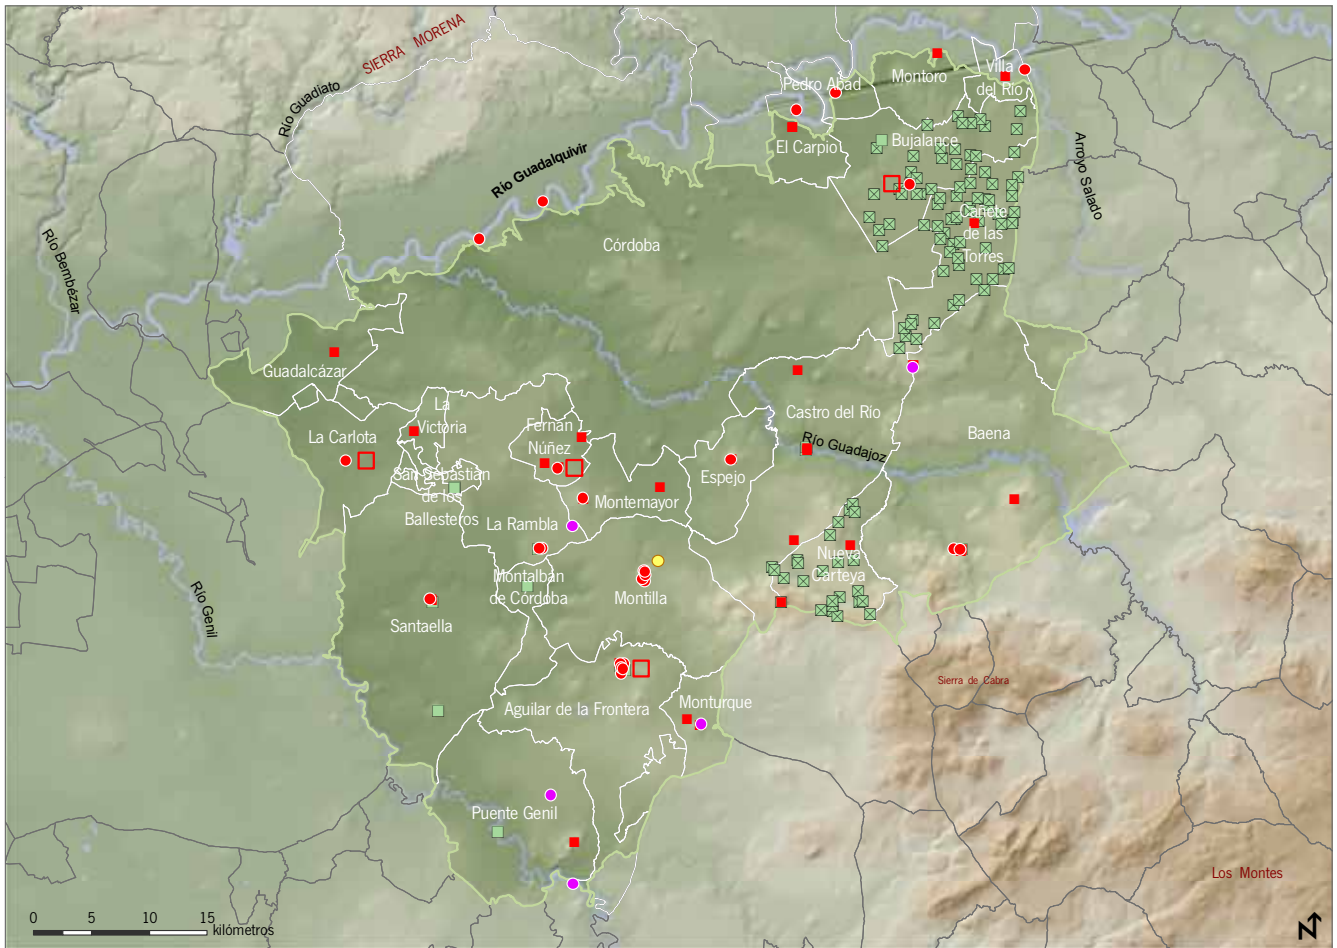 SIERRA MORENA
Río Guadiato
Río Guadalquivir
Río Bembézar
Pedro Abad
Montoro
Villa
del Río
El Carpio
Bujalance
Arroyo Salado
Córdoba
Cañete
de las
Torres
Guadalcázar
La
Victoria
La Carlota
Fernán
Núñez
Castro del Río
Baena
Río Guadajoz
San Sebastián
de los
Ballesteros
Espejo
Montemayor
La Rambla
Nueva
Carteya
Montalbán
de Córdoba
Montilla
Río Genil
Santaella
Sierra de Cabra
Aguilar de la Frontera
Monturque
Puente Genil
Los Montes
0 5 10 15
kilómetros
N